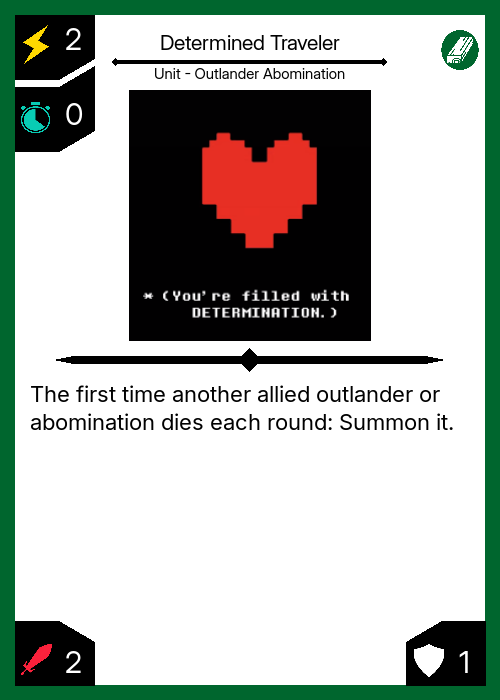 2
Determined Traveler
Unit - Outlander Abomination
0
* (You're filled with
DETERMINATION.)
The first time another allied outlander or
abomination dies each round: Summon it.
2
1